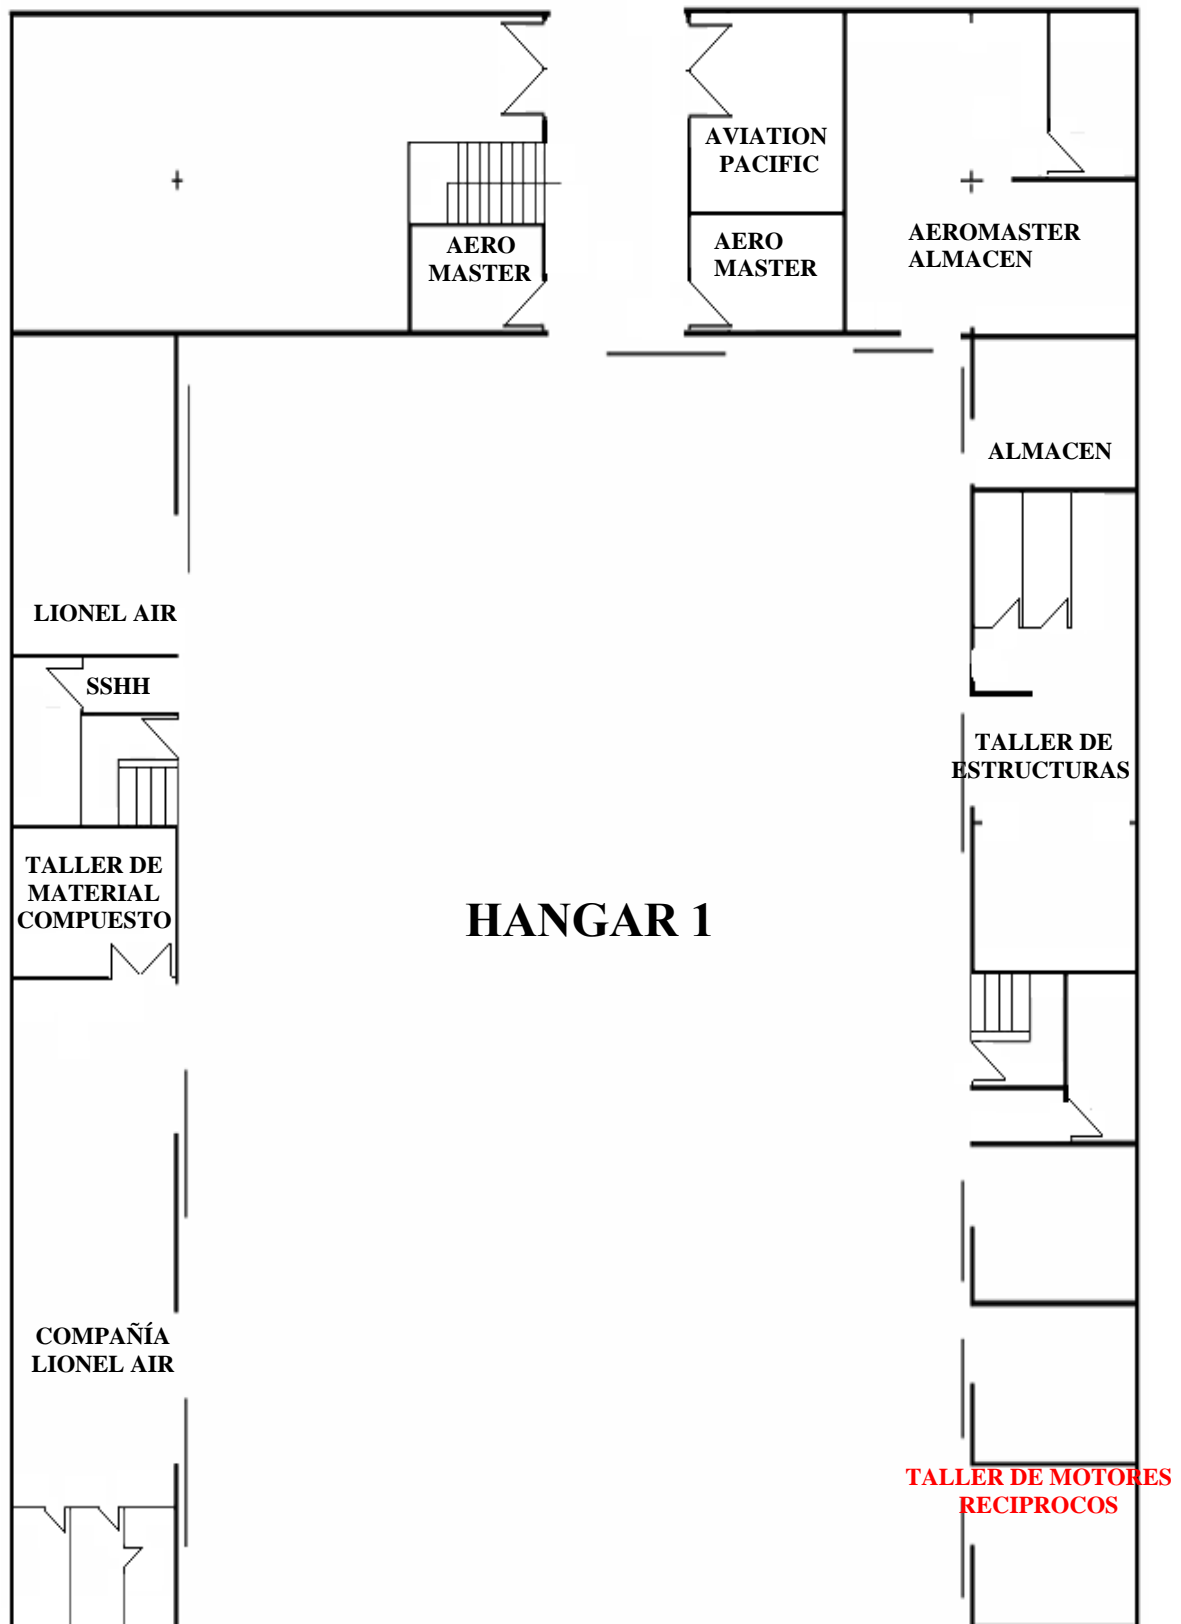 AVIATION
PACIFIC
AERO
MASTER
AERO
MASTER
AEROMASTER
ALMACEN
ALMACEN
LIONEL AIR
SSHH
TALLER DE
ESTRUCTURAS
TALLER DE
MATERIAL
COMPUESTO
HANGAR 1
COMPAÑÍA
LIONEL AIR
TALLER DE MOTORES
RECIPROCOS